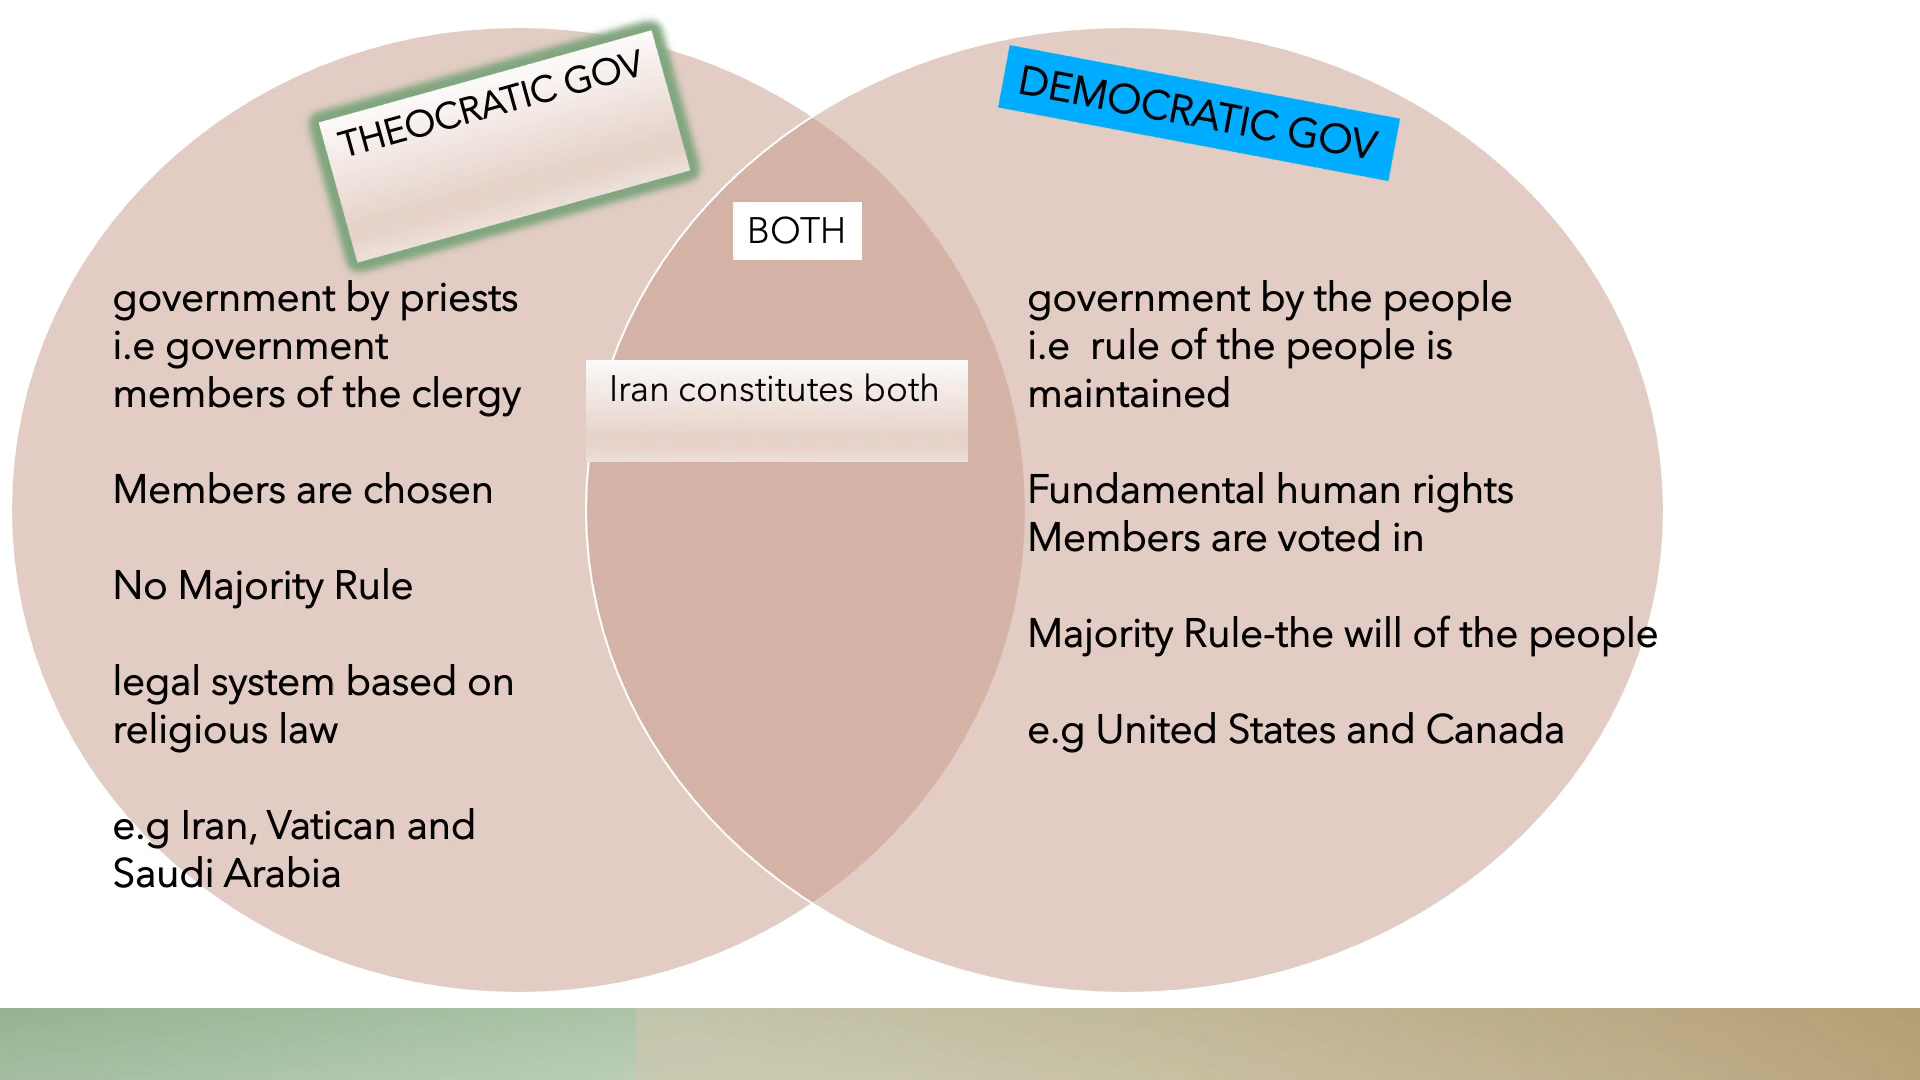 THEOCRATIC GOV
government by priests
i.e government
members of the clergy
Members are chosen
No Majority Rule
legal system based on
religious law
e.g Iran, Vatican and
Saudi Arabia
BOTH
Iran constitutes both
DEMOCRATIC GOV
government by the people
i.e  rule of the people is
maintained
Fundamental human rights
Members are voted in
Majority Rule-the will of the people
e.g United States and Canada